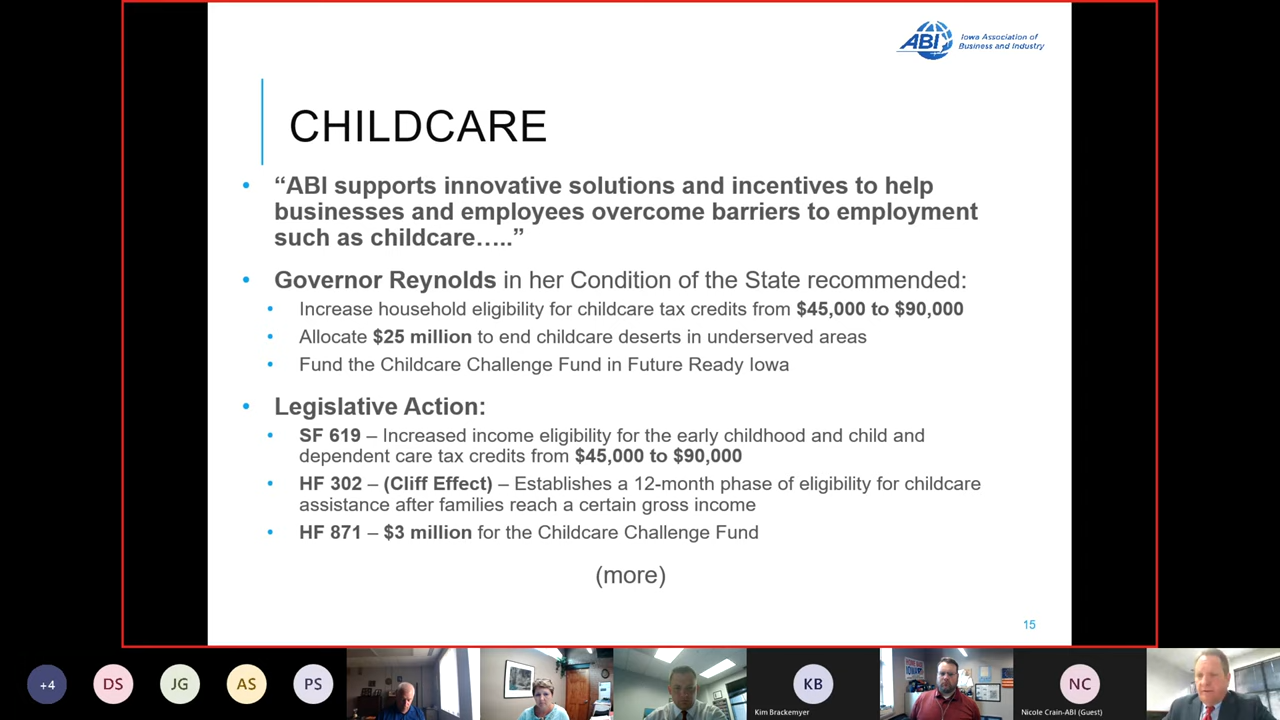 ABI
Iowa Association of
Business and Industry
CHILDCARE
• “ABI supports innovative solutions and incentives to help
businesses and employees overcome barriers to employment
such as childcare…..”
• Governor Reynolds in her Condition of the State recommended:
• Increase household eligibility for childcare tax credits from $45,000 to $90,000
• Allocate $25 million to end childcare deserts in underserved areas
• Fund the Childcare Challenge Fund in Future Ready Iowa
• Legislative Action:
• SF 619 – Increased income eligibility for the early childhood and child and
dependent care tax credits from $45,000 to $90,000
• HF 302 – (Cliff Effect) – Establishes a 12-month phase of eligibility for childcare
assistance after families reach a certain gross income
• HF 871 – $3 million for the Childcare Challenge Fund
(more)
15
+4
DS
JG
AS
PS
KB
Kim Brackemyer
NC
Nicole Crain-ABI (Guest)